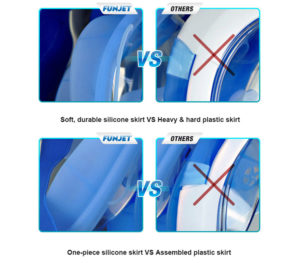 FUNJET
OTHERS
VS
Soft, durable silicone skirt VS Heavy & hard plastic skirt
FUNJET
OTHERS
VS
One-piece silicone skirt VS Assembled plastic skirt